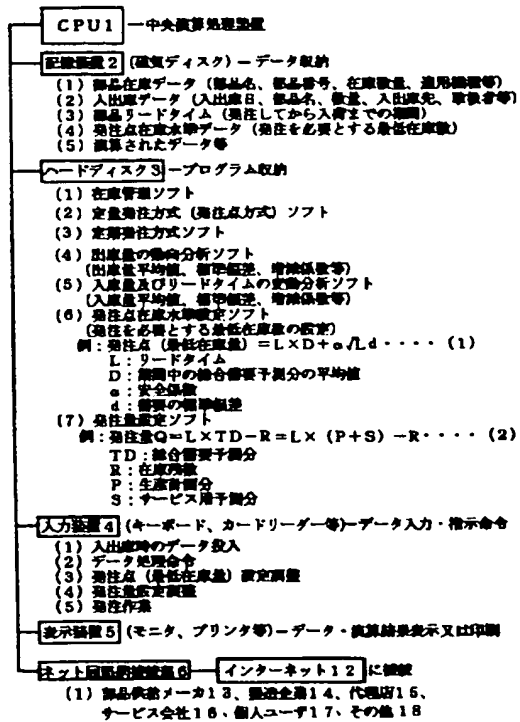 CPU1 ー中央演算処理装置
記憶装置2 (磁気ディスク) ーデータ収納
(1) 部品在庫データ (部品名、部品番号、在庫数量、適用機種等)
(2) 入出庫データ (入出庫日、部品名、数量、入出庫先、取扱者等)
(3) 部品リードタイム (発注してから入荷までの期間)
(4) 発注点在庫水準データ (発注を必要とする最低在庫数)
(5) 演算されたデータ等
ハードディスク3 ープログラム収納
(1) 在庫管理ソフト
(2) 定量発注方式 (発注点方式) ソフト
(3) 定期発注方式ソフト
(4) 出庫量の傾向分析ソフト
(出庫量平均値、標準偏差、増減係数等)
(5) 入庫量及びリードタイムの変動分析ソフト
(入庫量平均値、標準偏差、増減係数等)
(6) 発注点在庫水準設定ソフト
(発注を必要とする最低在庫数の設定)
例:発注点 (最低在庫量) =L×D+α√Ld・・・・ (1)
L:リードタイム
D:期間中の総合需要予測分の平均値
α:安全係数
d:需要の標準偏差
(7) 発注量設定ソフト
例:発注量Q=L×TD−R=L× (P+S) −R・・・・ (2)
TD:総合需要予測分
R:在庫残数
P:生産計画分
S:サービス用予測分
入力装置4 (キーボード、カードリーダー等)ーデータ入力・指示命令
(1) 入出庫時のデータ投入
(2) データ処理命令
(3) 発注点 (最低在庫量) 設定調整
(4) 発注量設定調整
(5) 発注作業
表示装置5 (モニタ、プリンタ等) ーデータ・演算結果表示又は印刷
ネット回路接続装置6 インターネット12 に接続
(1) 部品供給メーカ13、製造企業14、代理店15、
サービス会社16、個人ユーザ17、その他18